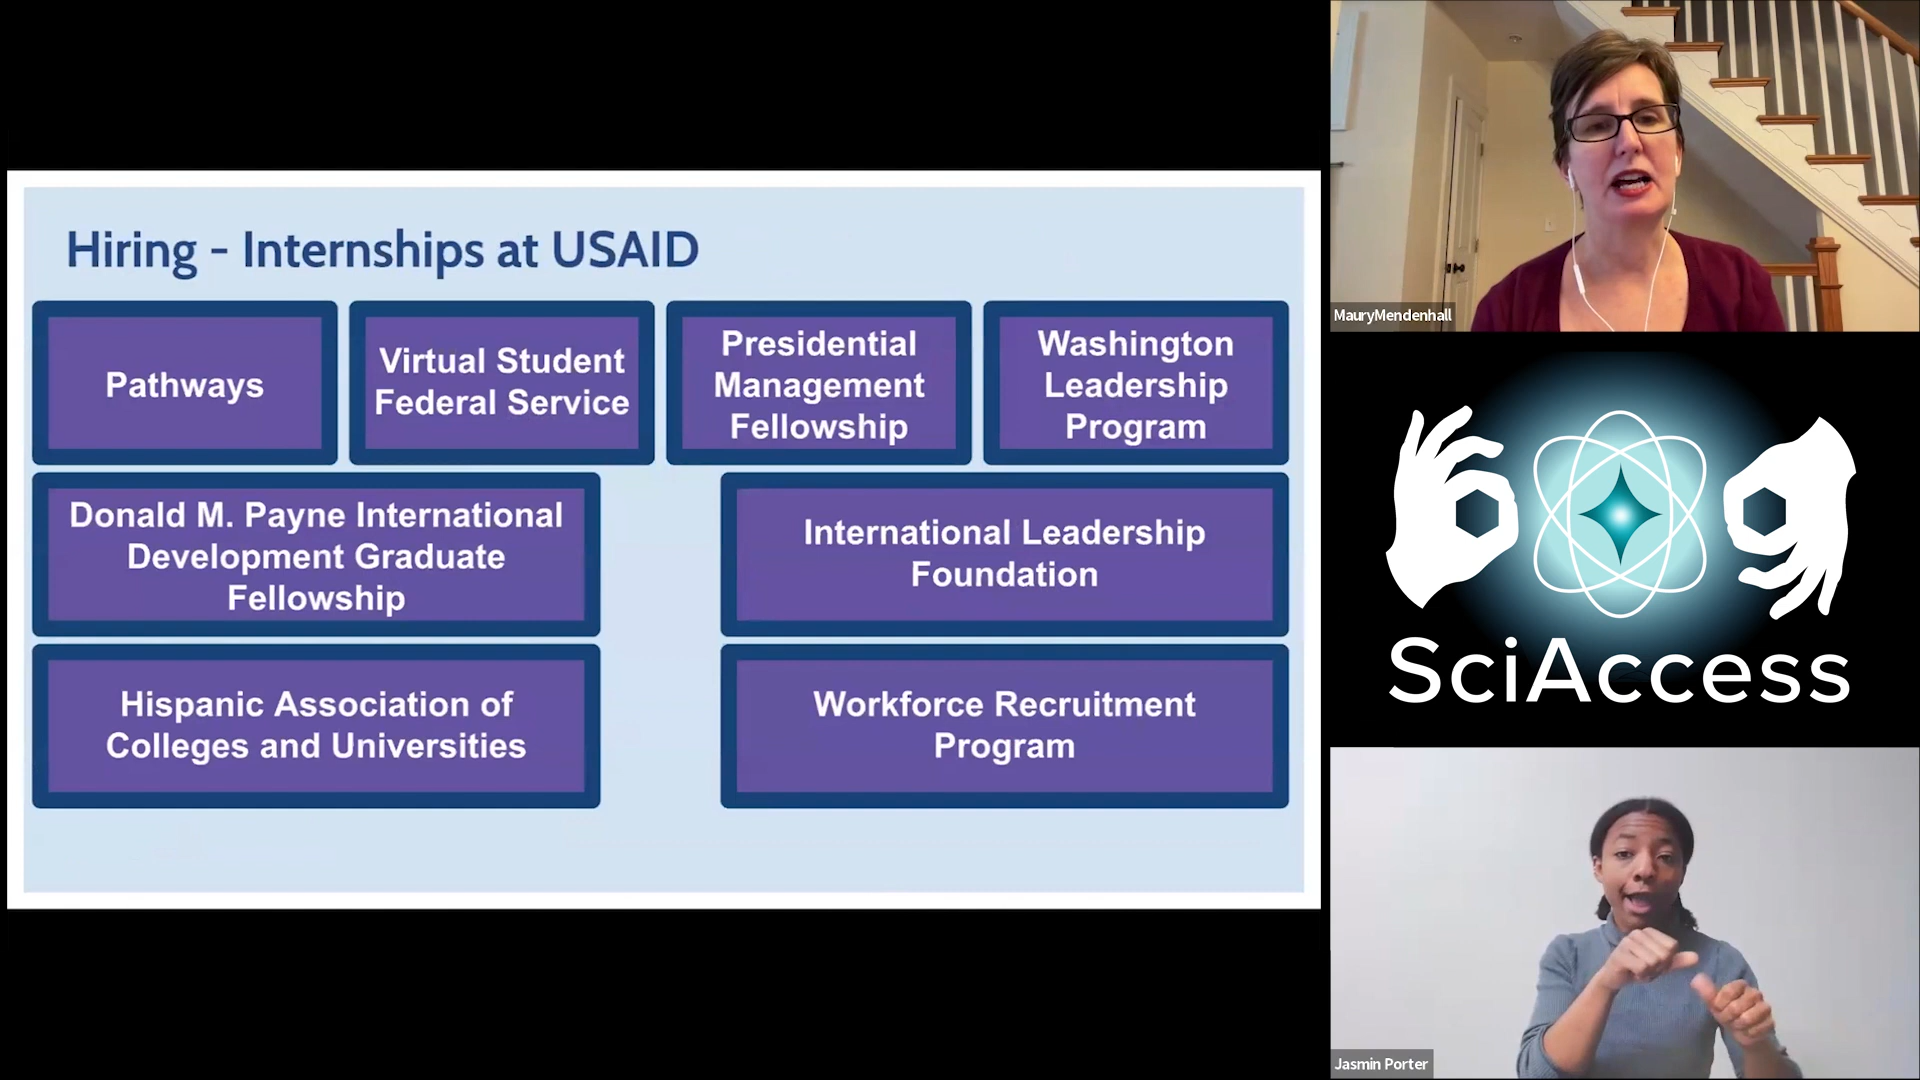 Hiring - Internships at USAID
Pathways
Virtual Student
Federal Service
Presidential
Management
Fellowship
Washington
Leadership
Program
Donald M. Payne International
Development Graduate
Fellowship
International Leadership
Foundation
Hispanic Association of
Colleges and Universities
Workforce Recruitment
Program
MauryMendenhall
SciAccess
Jasmin Porter